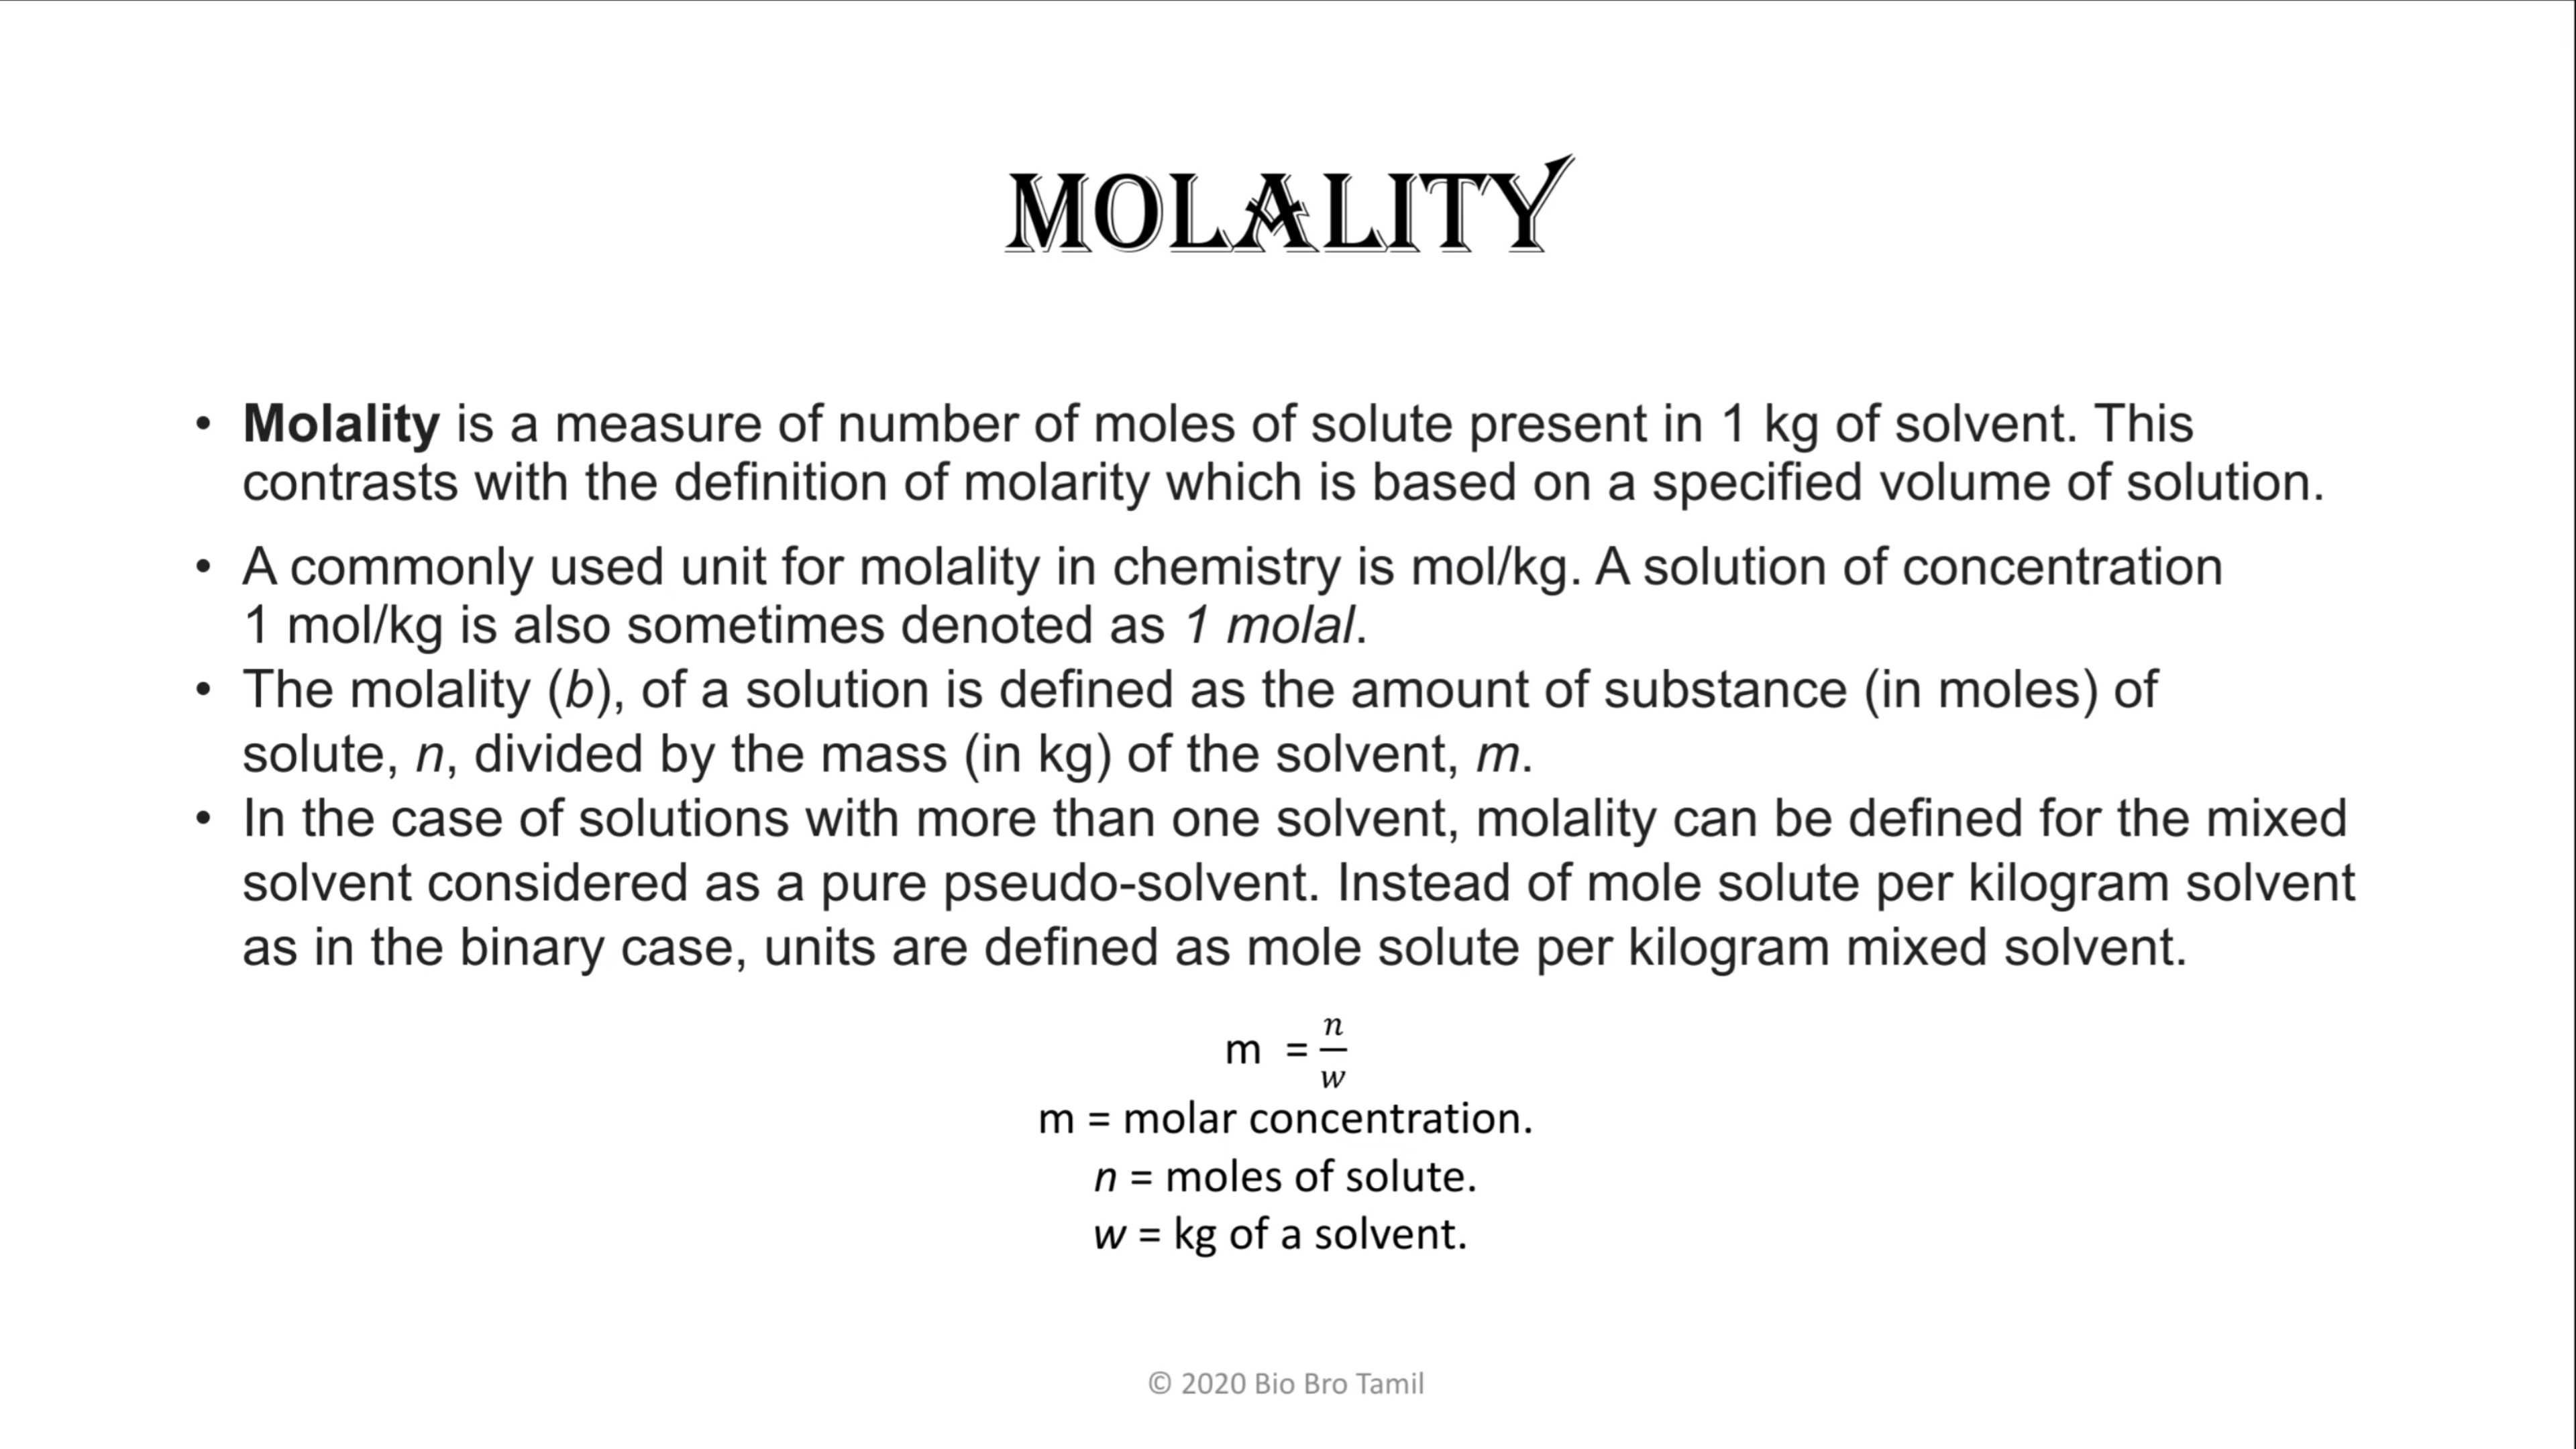 MOLALITY
• Molality is a measure of number of moles of solute present in 1 kg of solvent. This
contrasts with the definition of molarity which is based on a specified volume of solution.
• A commonly used unit for molality in chemistry is mol/kg. A solution of concentration
1 mol/kg is also sometimes denoted as 1 molal.
• The molality (b), of a solution is defined as the amount of substance (in moles) of
solute, n, divided by the mass (in kg) of the solvent, m.
• In the case of solutions with more than one solvent, molality can be defined for the mixed
solvent considered as a pure pseudo-solvent. Instead of mole solute per kilogram solvent
as in the binary case, units are defined as mole solute per kilogram mixed solvent.
m = n/w
m = molar concentration.
n = moles of solute.
w = kg of a solvent.
© 2020 Bio Bro Tamil